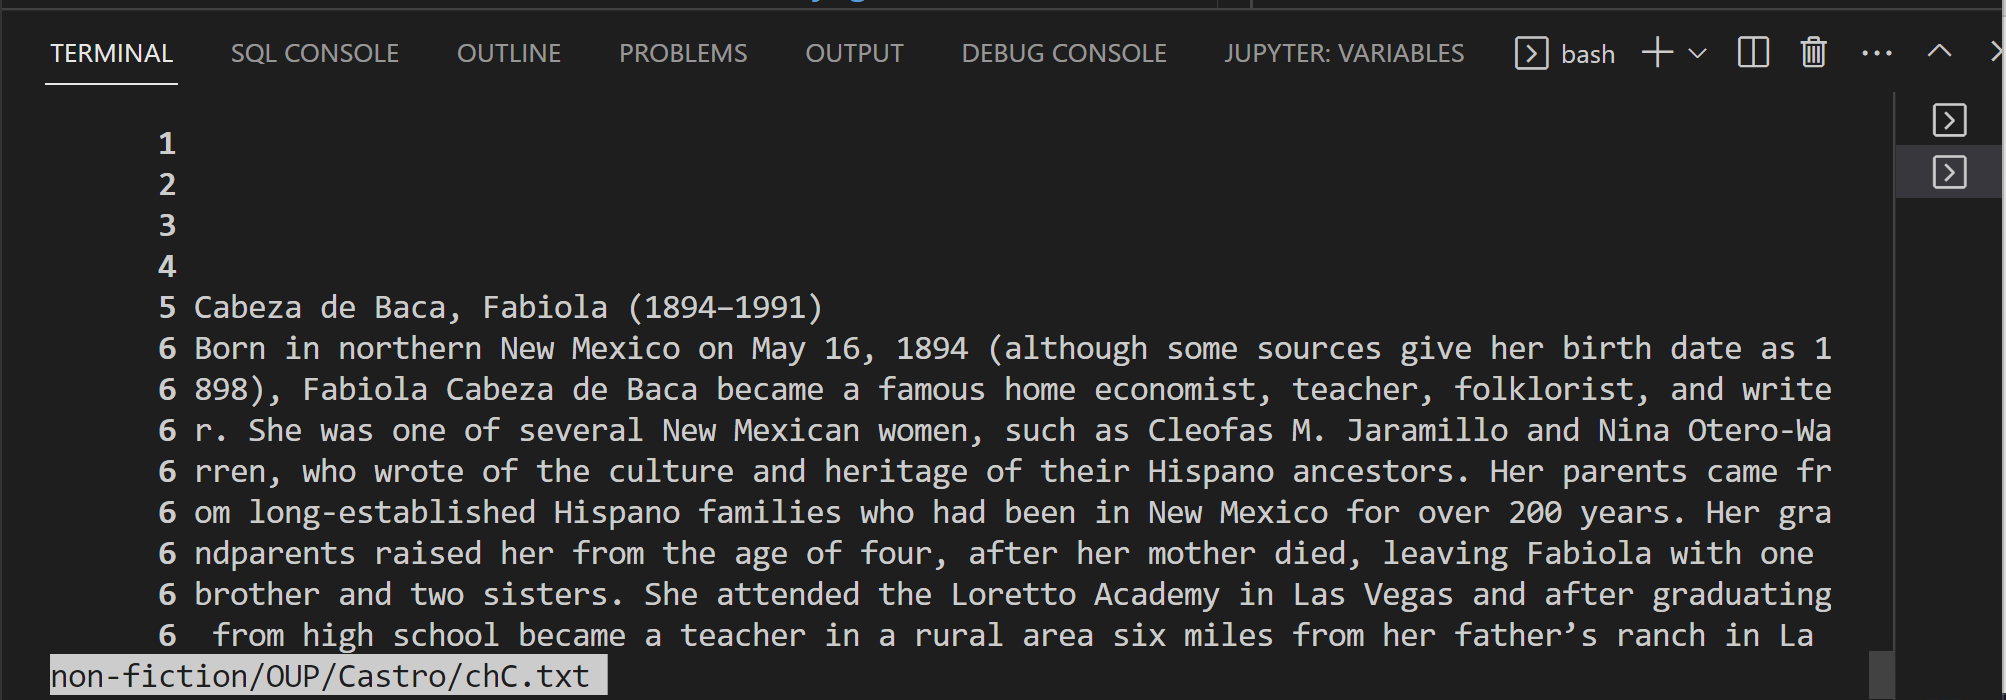 TERMINAL SQL CONSOLE OUTLINE PROBLEMS OUTPUT DEBUG CONSOLE JUPYTER: VARIABLES bash
1
2
3
4
5 Cabeza de Baca, Fabiola (1894–1991)
6 Born in northern New Mexico on May 16, 1894 (although some sources give her birth date as 1
6 898), Fabiola Cabeza de Baca became a famous home economist, teacher, folklorist, and write
6 r. She was one of several New Mexican women, such as Cleofas M. Jaramillo and Nina Otero-Wa
6 rren, who wrote of the culture and heritage of their Hispano ancestors. Her parents came fr
6 om long-established Hispano families who had been in New Mexico for over 200 years. Her gra
6 ndparents raised her from the age of four, after her mother died, leaving Fabiola with one
6 brother and two sisters. She attended the Loretto Academy in Las Vegas and after graduating
6  from high school became a teacher in a rural area six miles from her father’s ranch in La
non-fiction/OUP/Castro/chC.txt